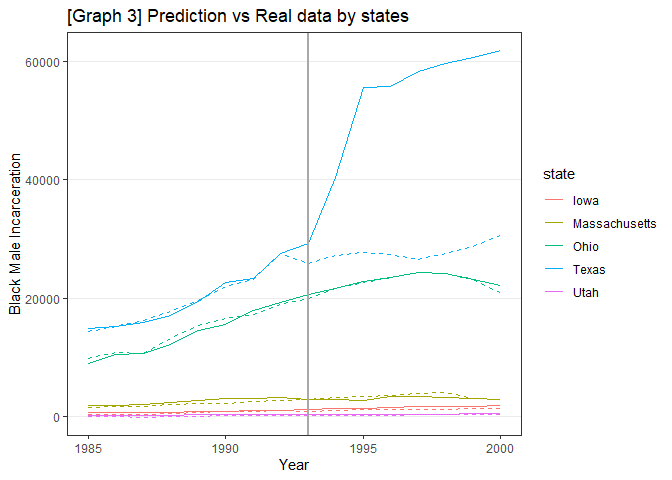 [Graph 3] Prediction vs Real data by states
60000
40000
20000
0
Black Male Incarceration
1985 1990 1995 2000
Year
state
Iowa
Massachusetts
Ohio
Texas
Utah